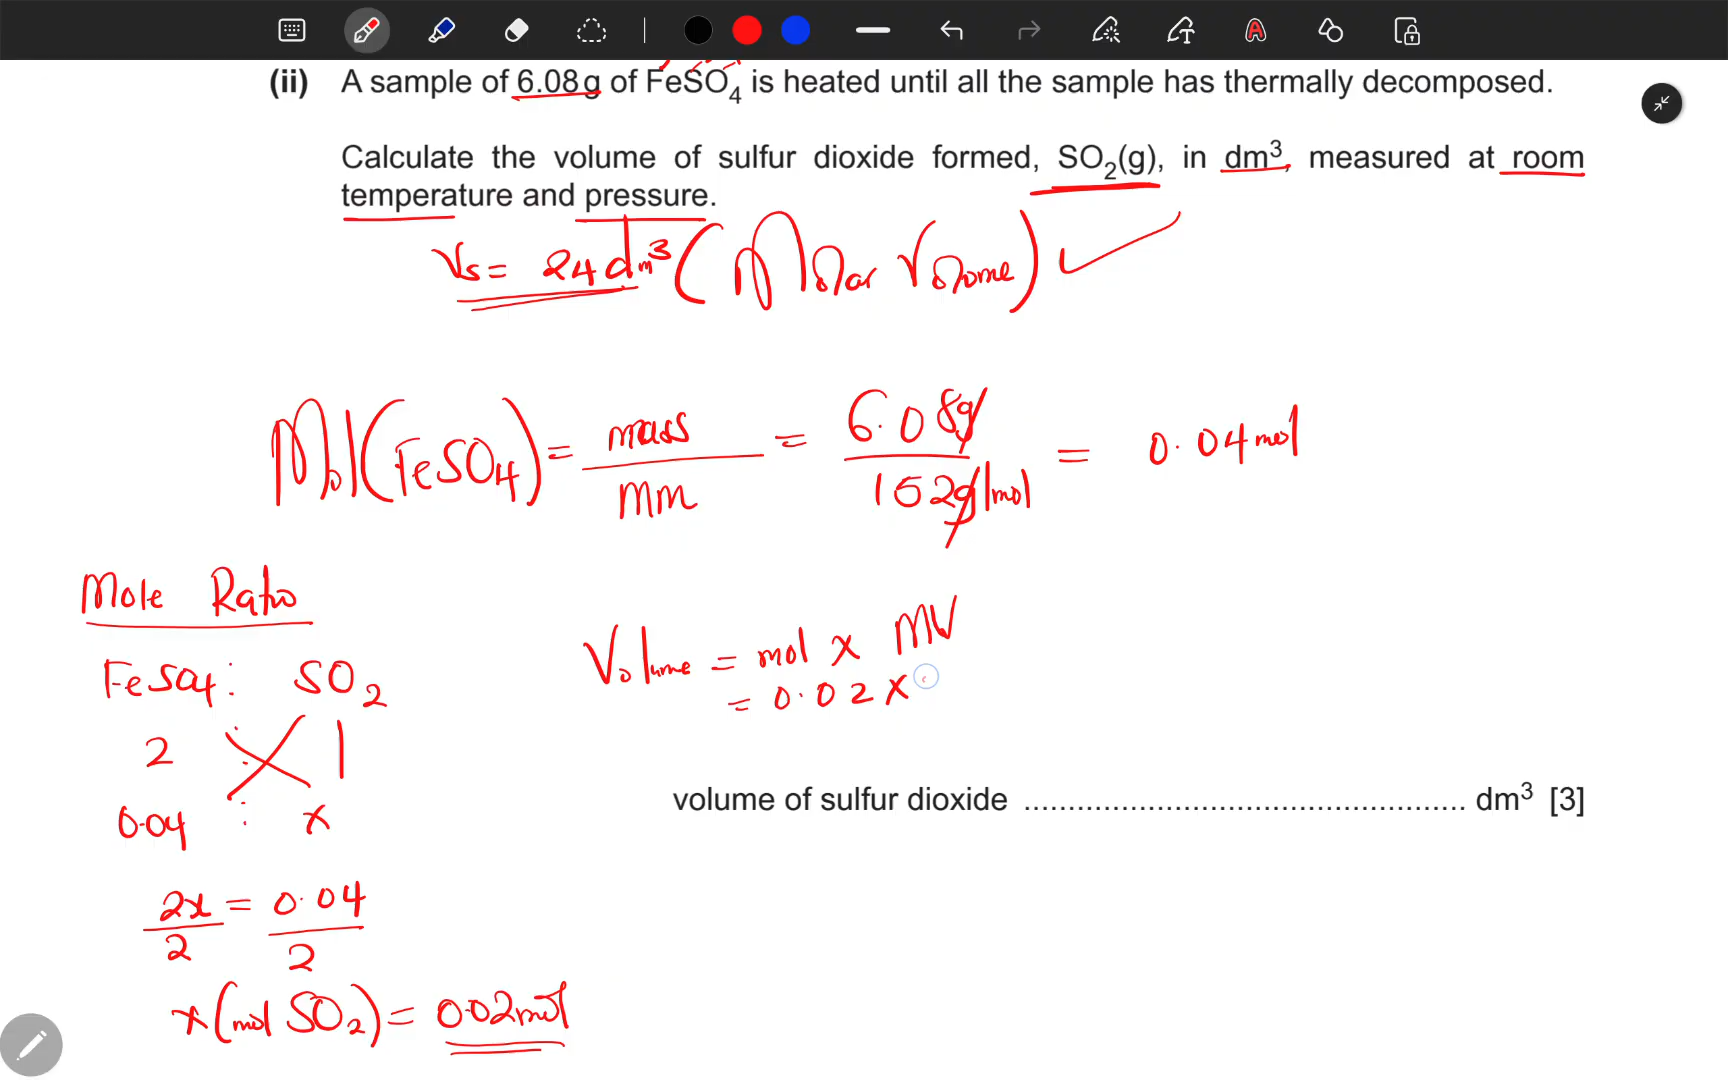 (ii) A sample of 6.08g of FeSO₄ is heated until all the sample has thermally decomposed.
Calculate the volume of sulfur dioxide formed, SO₂(g), in dm³, measured at room
temperature and pressure.
Vs = 24dm³ (Molar Volume) ✓
Mol(FeSO4) = mass / mm = 6.08g / 152g/mol = 0.04mol
Mole Ratio
FeSO4 : SO₂
2 : 1
0.04 : x
2x / 2 = 0.04 / 2
x (mol SO₂) = 0.02mol
Volume = mol x MV
= 0.02 x
volume of sulfur dioxide .................................................. dm³ [3]